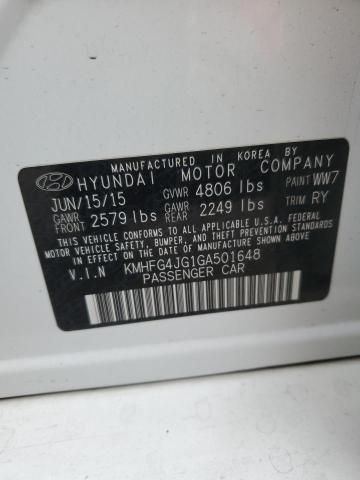 MANUFACTURED IN KOREA BY
HYUNDAI MOTOR COMPANY
JUN/15/15 GVWR 4806 lbs PAINT WW7
GAWR FRONT 2579 lbs GAWR REAR 2249 lbs TRIM RY
THIS VEHICLE CONFORMS TO ALL APPLICABLE U.S.A. FEDERAL
MOTOR VEHICLE SAFETY, BUMPER, AND THEFT PREVENTION STANDARDS
IN EFFECT ON THE DATE OF MANUFACTURE SHOWN ABOVE.
V.I.N KMHFG4JG1GA501648
PASSENGER CAR